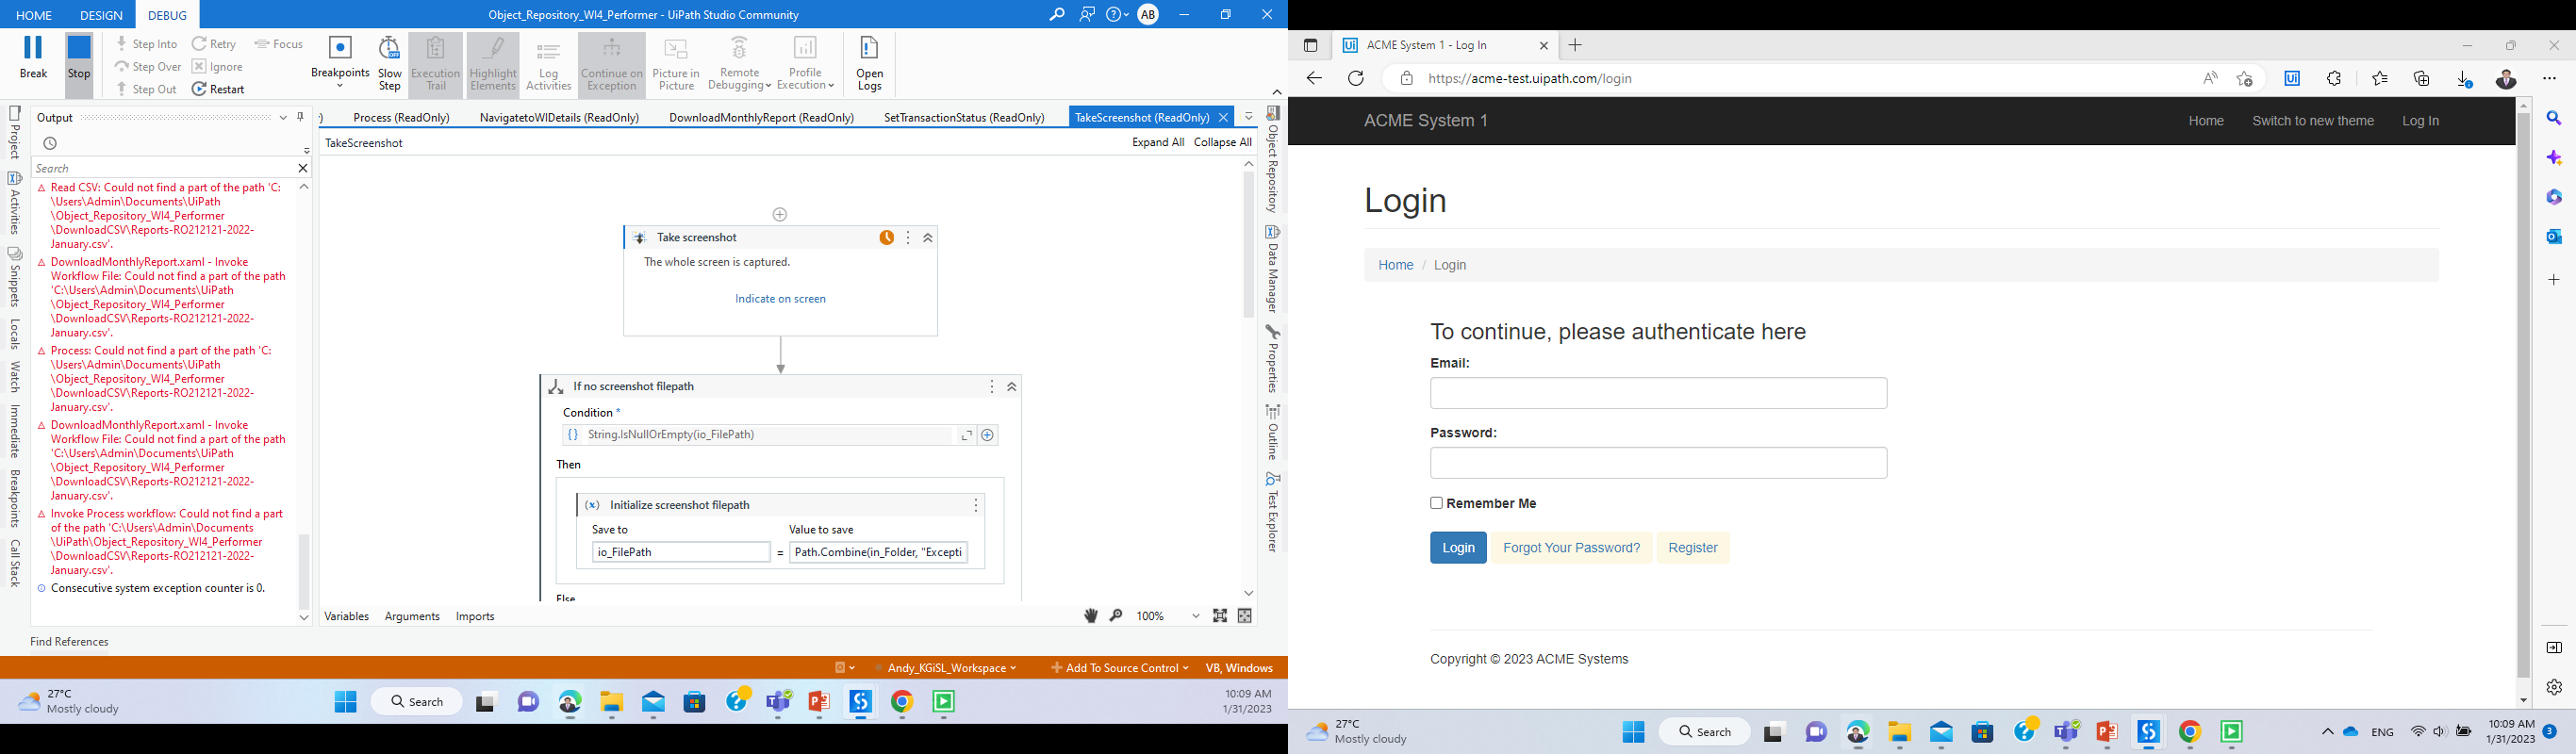 HOME DESIGN DEBUG Object_Repository_WI4_Performer - UiPath Studio Community AB
Break Stop Step Into Step Over Step Out Retry Ignore Restart Focus
Breakpoints Slow Step Execution Trail Highlight Elements Log Activities Continue on Exception Picture in Picture Remote Debugging Profile Execution Open Logs
Output
Process (ReadOnly) NavigatetoWIDetails (ReadOnly) DownloadMonthlyReport (ReadOnly) SetTransactionStatus (ReadOnly) TakeScreenshot (ReadOnly)
Project
Activities
Snippets
Locals
Watch
Immediate
Breakpoints
Call Stack
Search
Read CSV: Could not find a part of the path 'C:
\Users\Admin\Documents\UiPath
\Object_Repository_WI4_Performer
\DownloadCSV\Reports-RO212121-2022-
January.csv'.
DownloadMonthlyReport.xaml - Invoke
Workflow File: Could not find a part of the path
'C:\Users\Admin\Documents\UiPath
\Object_Repository_WI4_Performer
\DownloadCSV\Reports-RO212121-2022-
January.csv'.
Process: Could not find a part of the path 'C:
\Users\Admin\Documents\UiPath
\Object_Repository_WI4_Performer
\DownloadCSV\Reports-RO212121-2022-
January.csv'.
DownloadMonthlyReport.xaml - Invoke
Workflow File: Could not find a part of the path
'C:\Users\Admin\Documents\UiPath
\Object_Repository_WI4_Performer
\DownloadCSV\Reports-RO212121-2022-
January.csv'.
Invoke Process workflow: Could not find a part
of the path 'C:\Users\Admin\Documents
\UiPath\Object_Repository_WI4_Performer
\DownloadCSV\Reports-RO212121-2022-
January.csv'.
Consecutive system exception counter is 0.
Find References
TakeScreenshot Expand All Collapse All
Take screenshot
The whole screen is captured.
Indicate on screen
If no screenshot filepath
Condition *
String.IsNullOrEmpty(io_FilePath)
Then
Initialize screenshot filepath
Save to Value to save
io_FilePath = Path.Combine(in_Folder, "Excepti
Else
Variables Arguments Imports 100%
Object Repository
Data Manager
Properties
Outline
Test Explorer
Andy_KGiSL_Workspace Add To Source Control VB, Windows
27°C
Mostly cloudy
Search
10:09 AM
1/31/2023
ACME System 1 - Log In
https://acme-test.uipath.com/login
ACME System 1 Home Switch to new theme Log In
Login
Home / Login
To continue, please authenticate here
Email:
Password:
Remember Me
Login Forgot Your Password? Register
Copyright © 2023 ACME Systems
27°C
Mostly cloudy
Search
ENG
10:09 AM
1/31/2023
3